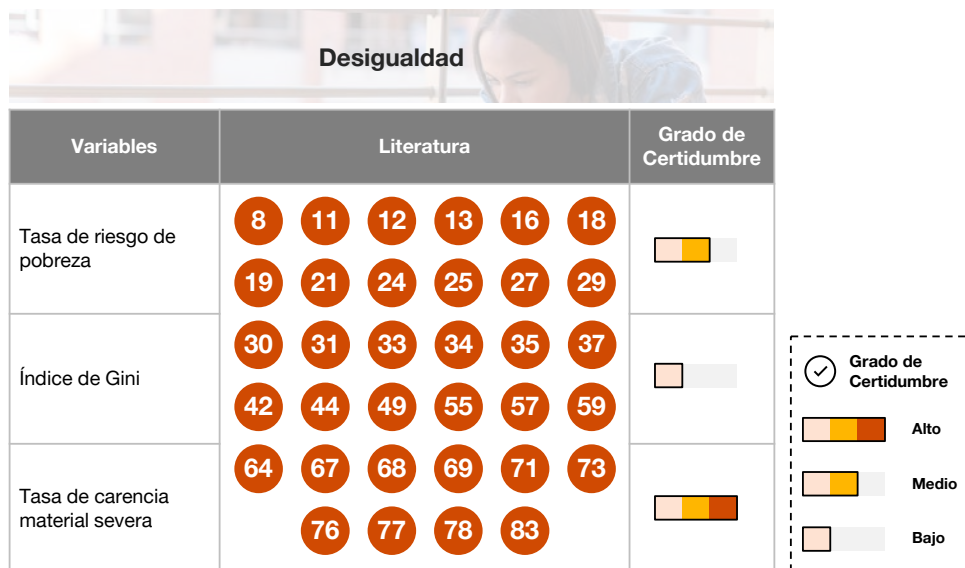 Desigualdad
Variables
Literatura
Grado de
Certidumbre
Tasa de riesgo de
pobreza
8 11 12 13 16 18
19 21 24 25 27 29
Índice de Gini
30 31 33 34 35 37
42 44 49 55 57 59
Tasa de carencia
material severa
64 67 68 69 71 73
76 77 78 83
Grado de
Certidumbre
Alto
Medio
Bajo